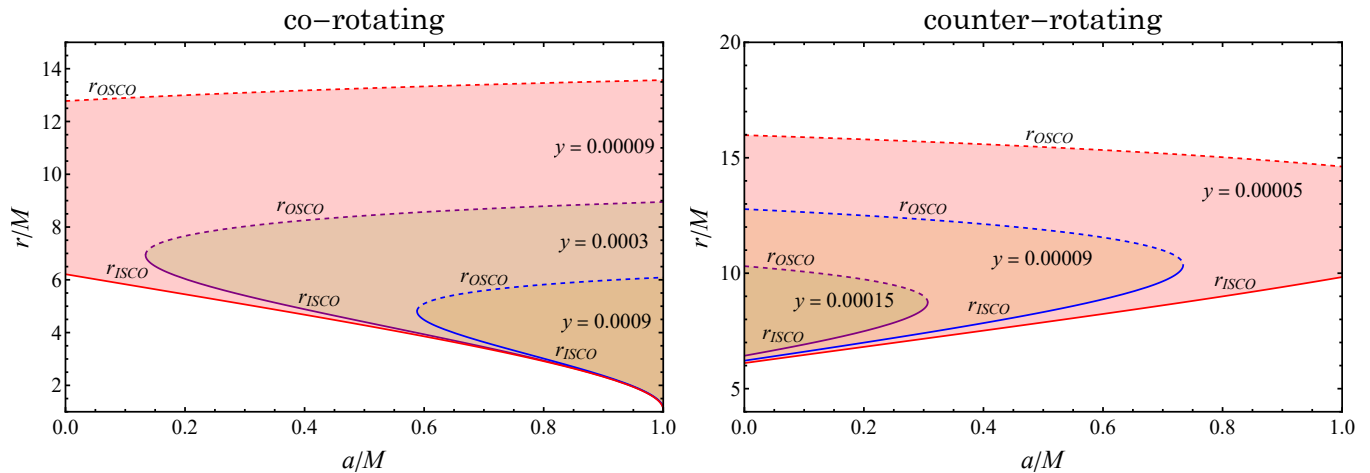 co−rotating
14
12
10
8
6
4
2
r/M
r_OSCO
y = 0.00009
r_OSCO
y = 0.0003
r_ISCO
r_OSCO
r_ISCO
y = 0.0009
r_ISCO
0.0 0.2 0.4 0.6 0.8 1.0
a/M
counter−rotating
20
15
10
5
r/M
r_OSCO
y = 0.00005
r_OSCO
y = 0.00009
r_OSCO
y = 0.00015
r_ISCO
r_ISCO
r_ISCO
0.0 0.2 0.4 0.6 0.8 1.0
a/M